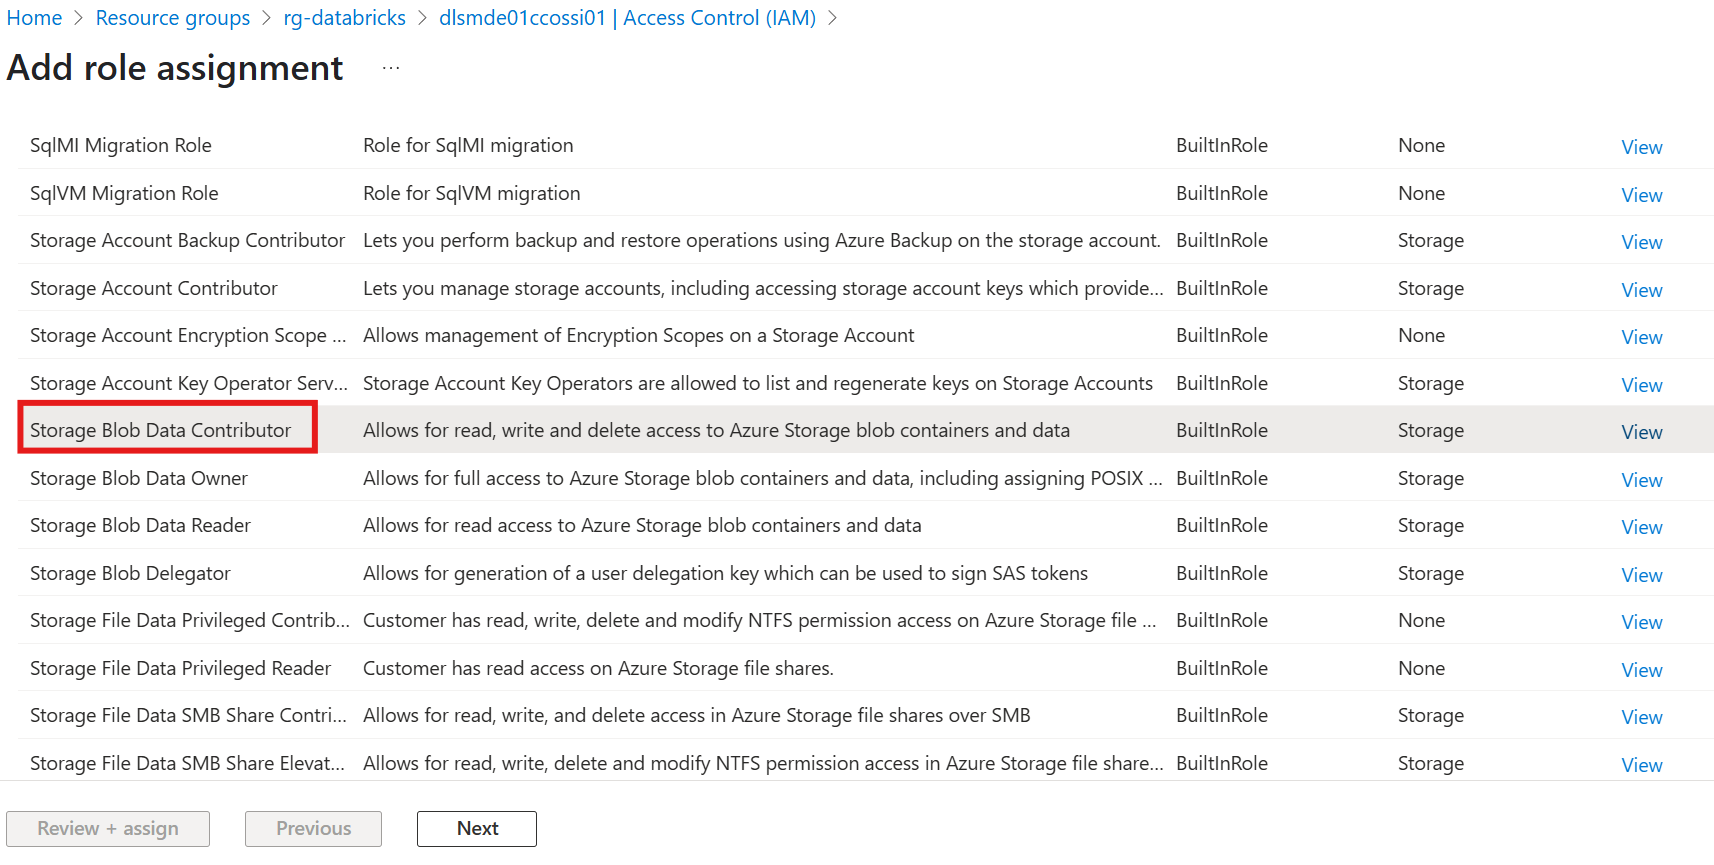 Home > Resource groups > rg-databricks > dlsmde01ccossi01 | Access Control (IAM) >
Add role assignment ...
SqlMI Migration Role Role for SqlMI migration BuiltInRole None View
SqlVM Migration Role Role for SqlVM migration BuiltInRole None View
Storage Account Backup Contributor Lets you perform backup and restore operations using Azure Backup on the storage account. BuiltInRole Storage View
Storage Account Contributor Lets you manage storage accounts, including accessing storage account keys which provide... BuiltInRole Storage View
Storage Account Encryption Scope ... Allows management of Encryption Scopes on a Storage Account BuiltInRole None View
Storage Account Key Operator Serv... Storage Account Key Operators are allowed to list and regenerate keys on Storage Accounts BuiltInRole Storage View
Storage Blob Data Contributor Allows for read, write and delete access to Azure Storage blob containers and data BuiltInRole Storage View
Storage Blob Data Owner Allows for full access to Azure Storage blob containers and data, including assigning POSIX ... BuiltInRole Storage View
Storage Blob Data Reader Allows for read access to Azure Storage blob containers and data BuiltInRole Storage View
Storage Blob Delegator Allows for generation of a user delegation key which can be used to sign SAS tokens BuiltInRole Storage View
Storage File Data Privileged Contrib... Customer has read, write, delete and modify NTFS permission access on Azure Storage file ... BuiltInRole None View
Storage File Data Privileged Reader Customer has read access on Azure Storage file shares. BuiltInRole None View
Storage File Data SMB Share Contri... Allows for read, write, and delete access in Azure Storage file shares over SMB BuiltInRole Storage View
Storage File Data SMB Share Elevat... Allows for read, write, delete and modify NTFS permission access in Azure Storage file share... BuiltInRole Storage View
Review + assign Previous Next